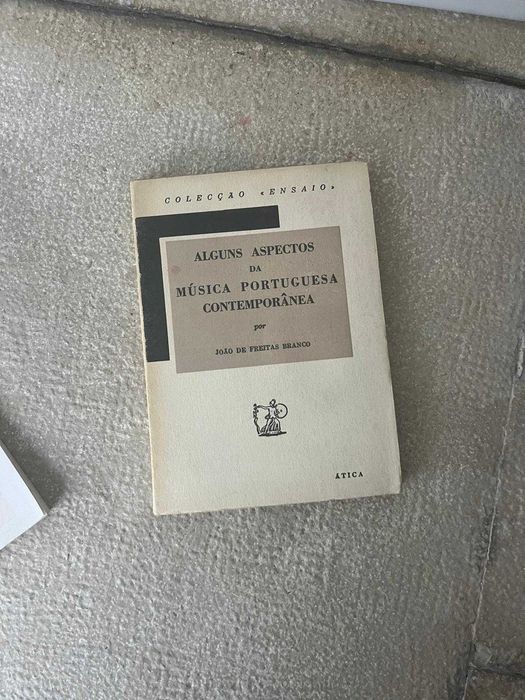 COLECÇÃO «ENSAIO»
ALGUNS ASPECTOS
DA
MÚSICA PORTUGUESA
CONTEMPORÂNEA
por
JOÃO DE FREITAS BRANCO
ÁTICA